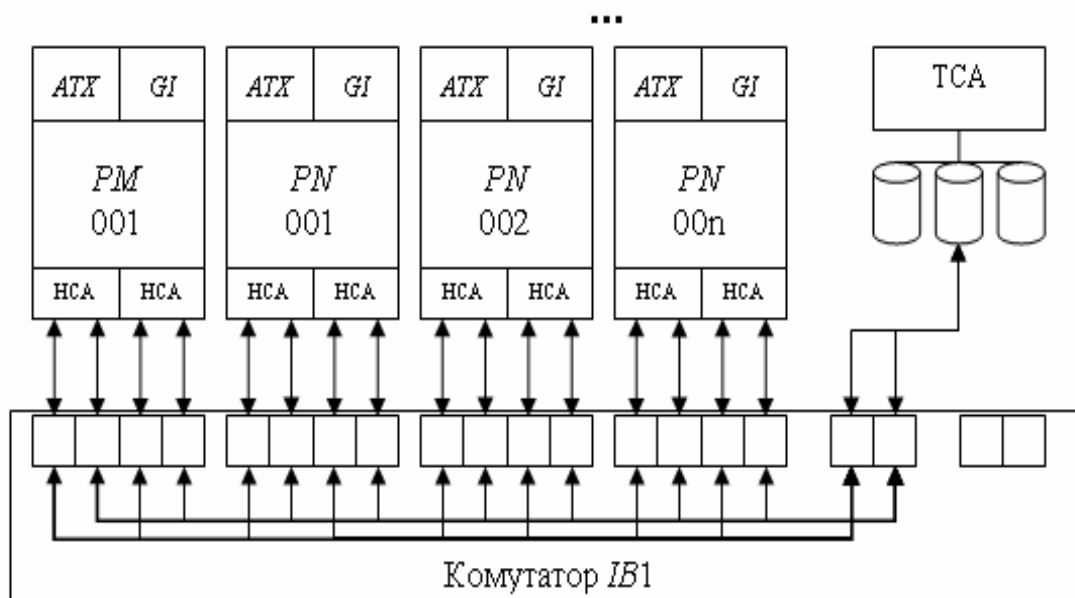 ...
ATX GI ATX GI ATX GI ATX GI TCA
PM PN PN PN
001 001 002 00n
HCA HCA HCA HCA HCA HCA HCA HCA
Комутатор IB1